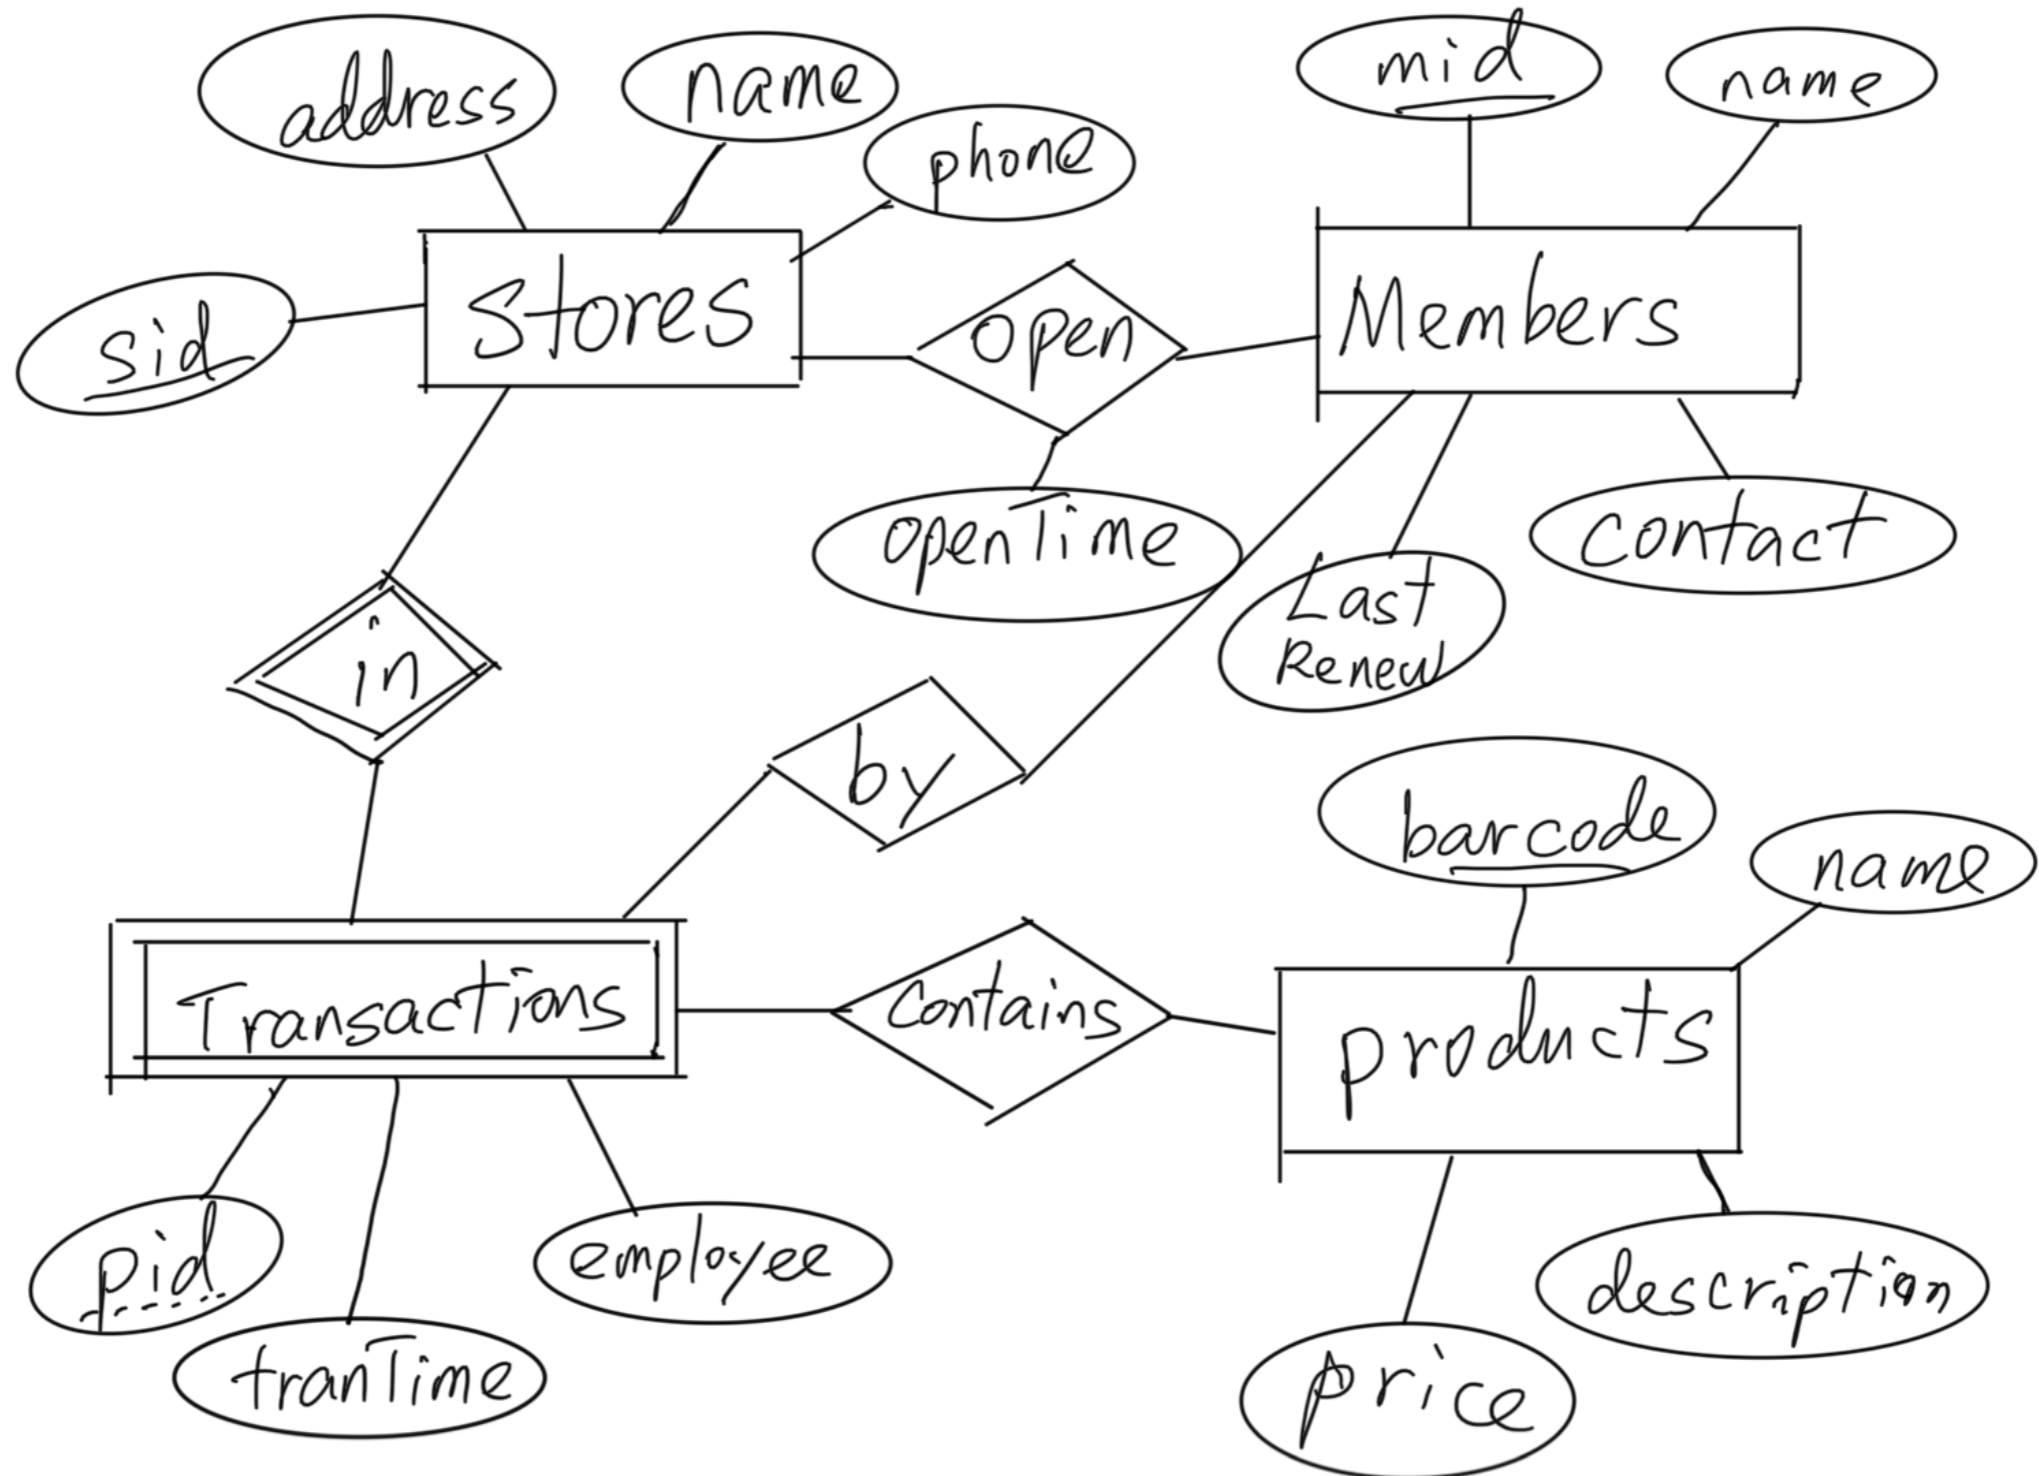 address
name
phone
mid
name
sid
Stores
open
Members
openTime
Last
Renew
contact
in
by
barcode
name
Transactions
contains
products
pid
tranTime
employee
description
price